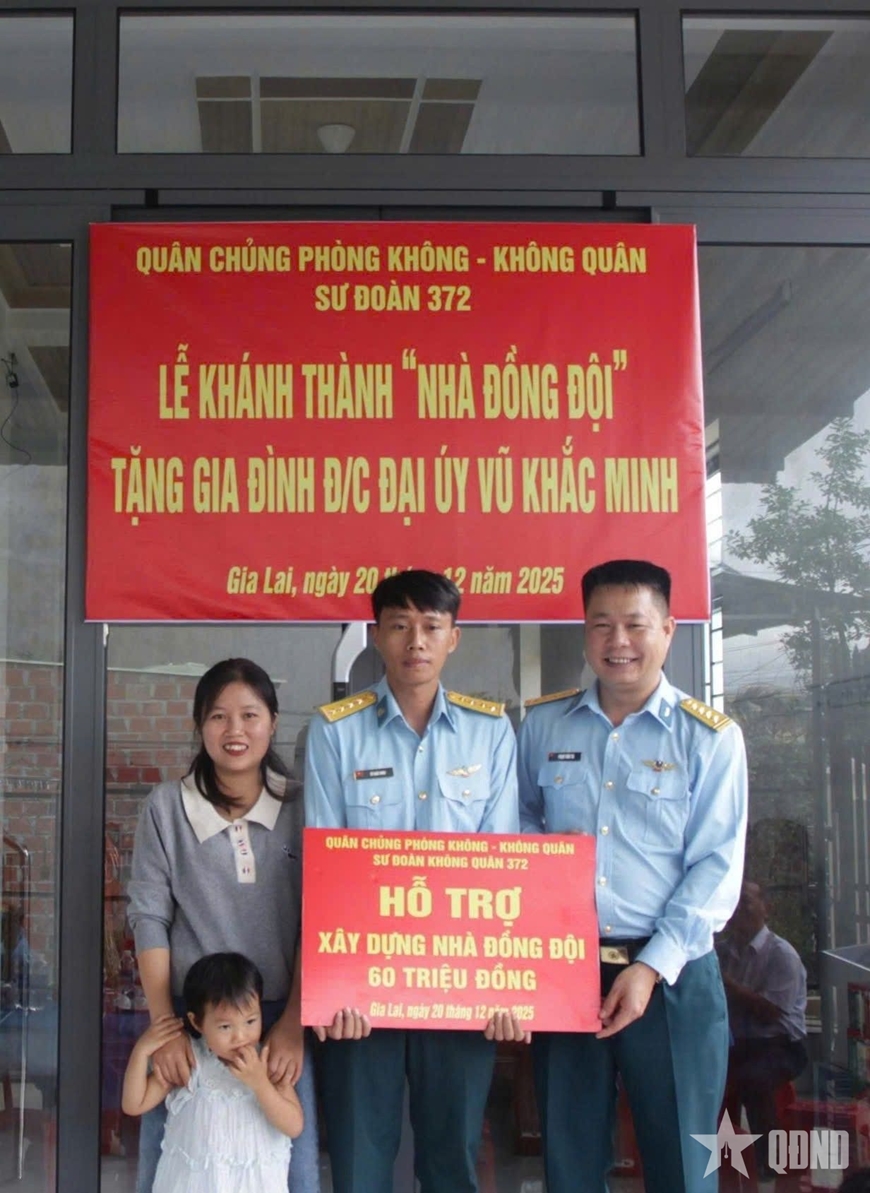 QUÂN CHỦNG PHÒNG KHÔNG - KHÔNG QUÂN
SƯ ĐOÀN 372
LỄ KHÁNH THÀNH “NHÀ ĐỒNG ĐỘI”
TẶNG GIA ĐÌNH Đ/C ĐẠI ÚY VŨ KHẮC MINH
Gia Lai, ngày 20 12 năm 2025
QUÂN CHỦNG PHÒNG KHÔNG - KHÔNG QUÂN
SƯ ĐOÀN KHÔNG QUÂN 372
HỖ TRỢ
XÂY DỰNG NHÀ ĐỒNG ĐỘI
60 TRIỆU ĐỒNG
Gia Lai, ngày 20 tháng 12 năm 2025
QĐND